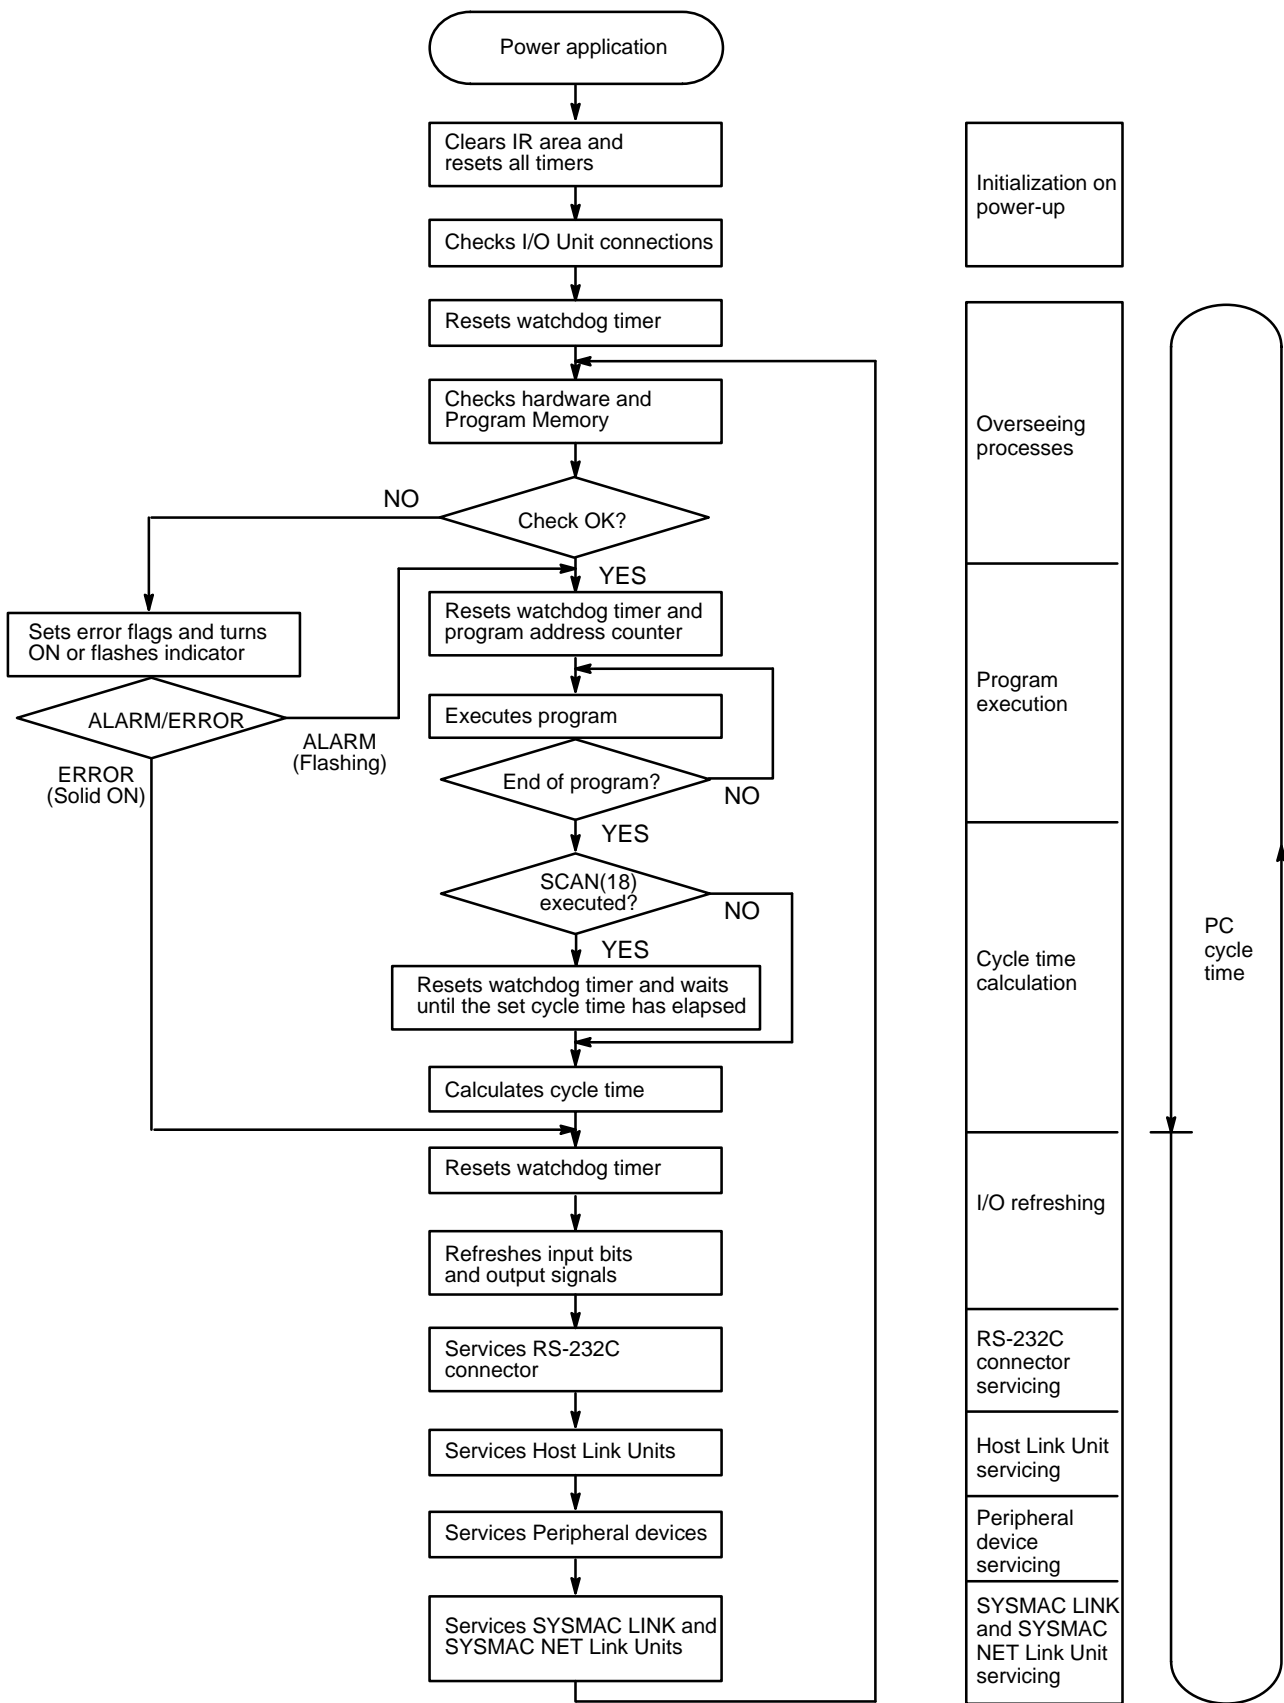 Power application
Clears IR area and
resets all timers
Checks I/O Unit connections
Resets watchdog timer
Checks hardware and
Program Memory
NO
Check OK?
YES
Sets error flags and turns
ON or flashes indicator
Resets watchdog timer and
program address counter
ALARM/ERROR
ALARM
(Flashing)
ERROR
(Solid ON)
Executes program
End of program?
NO
YES
SCAN(18)
executed?
NO
YES
Resets watchdog timer and waits
until the set cycle time has elapsed
Calculates cycle time
Resets watchdog timer
Refreshes input bits
and output signals
Services RS-232C
connector
Services Host Link Units
Services Peripheral devices
Services SYSMAC LINK and
SYSMAC NET Link Units
Initialization on
power-up
Overseeing
processes
Program
execution
Cycle time
calculation
I/O refreshing
RS-232C
connector
servicing
Host Link Unit
servicing
Peripheral
device
servicing
SYSMAC LINK
and SYSMAC
NET Link Unit
servicing
PC
cycle
time